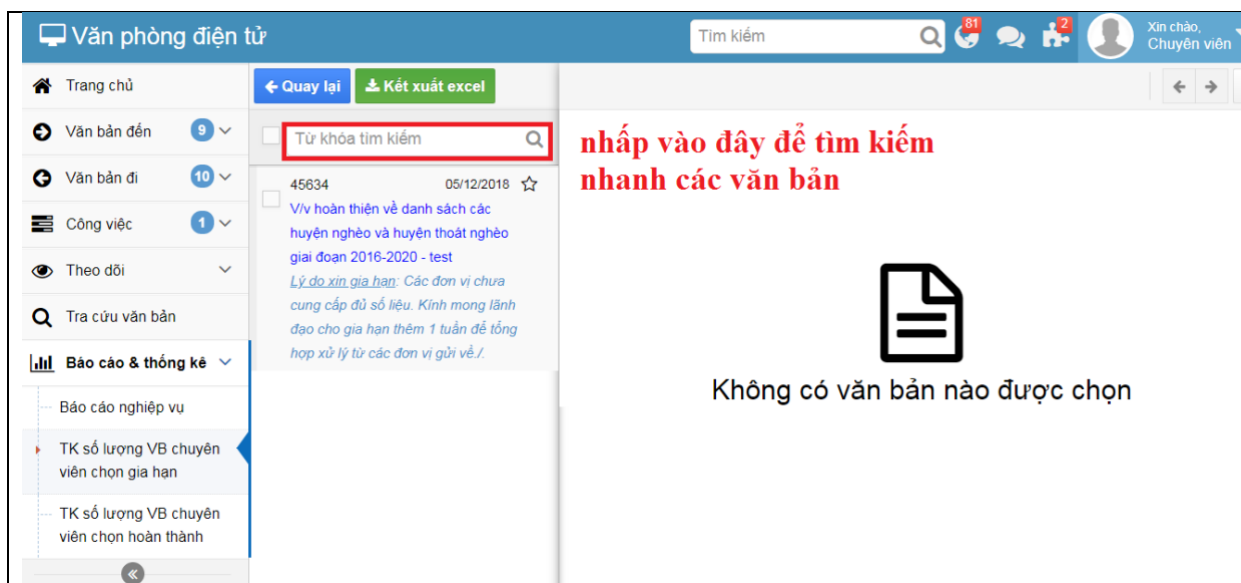 Văn phòng điện tử
Tìm kiếm
81
2
Xin chào,
Chuyên viên
Trang chủ
Văn bản đến 9
Văn bản đi 10
Công việc 1
Theo dõi
Tra cứu văn bản
Báo cáo & thống kê
Báo cáo nghiệp vụ
TK số lượng VB chuyên
viên chọn gia hạn
TK số lượng VB chuyên
viên chọn hoàn thành
Quay lại
Kết xuất excel
Từ khóa tìm kiếm
45634 05/12/2018
V/v hoàn thiện về danh sách các
huyện nghèo và huyện thoát nghèo
giai đoạn 2016-2020 - test
Lý do xin gia hạn: Các đơn vị chưa
cung cấp đủ số liệu. Kính mong lãnh
đạo cho gia hạn thêm 1 tuần để tổng
hợp xử lý từ các đơn vị gửi về./.
nhấp vào đây để tìm kiếm
nhanh các văn bản
Không có văn bản nào được chọn